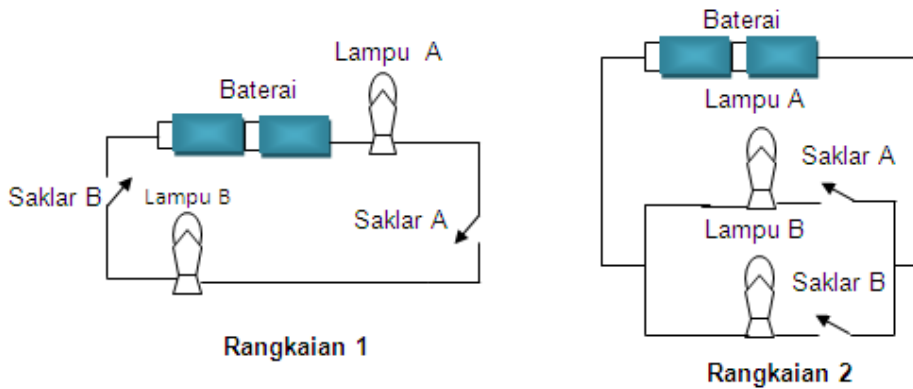 Lampu A
Baterai
Saklar B
Lampu B
Saklar A
Rangkaian 1
Baterai
Lampu A
Saklar A
Lampu B
Saklar B
Rangkaian 2